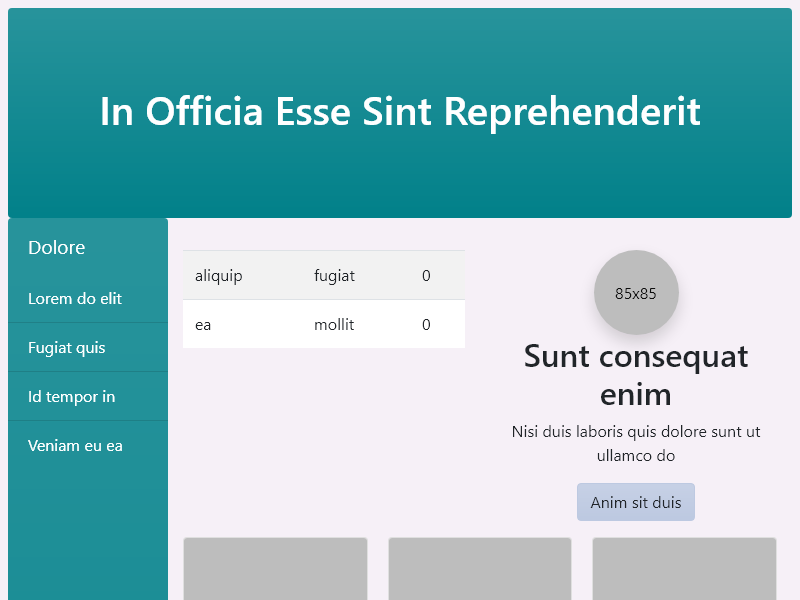 In Officia Esse Sint Reprehenderit
Dolore
Lorem do elit
Fugiat quis
Id tempor in
Veniam eu ea
aliquip fugiat 0
ea mollit 0
85x85
Sunt consequat
enim
Nisi duis laboris quis dolore sunt ut
ullamco do
Anim sit duis